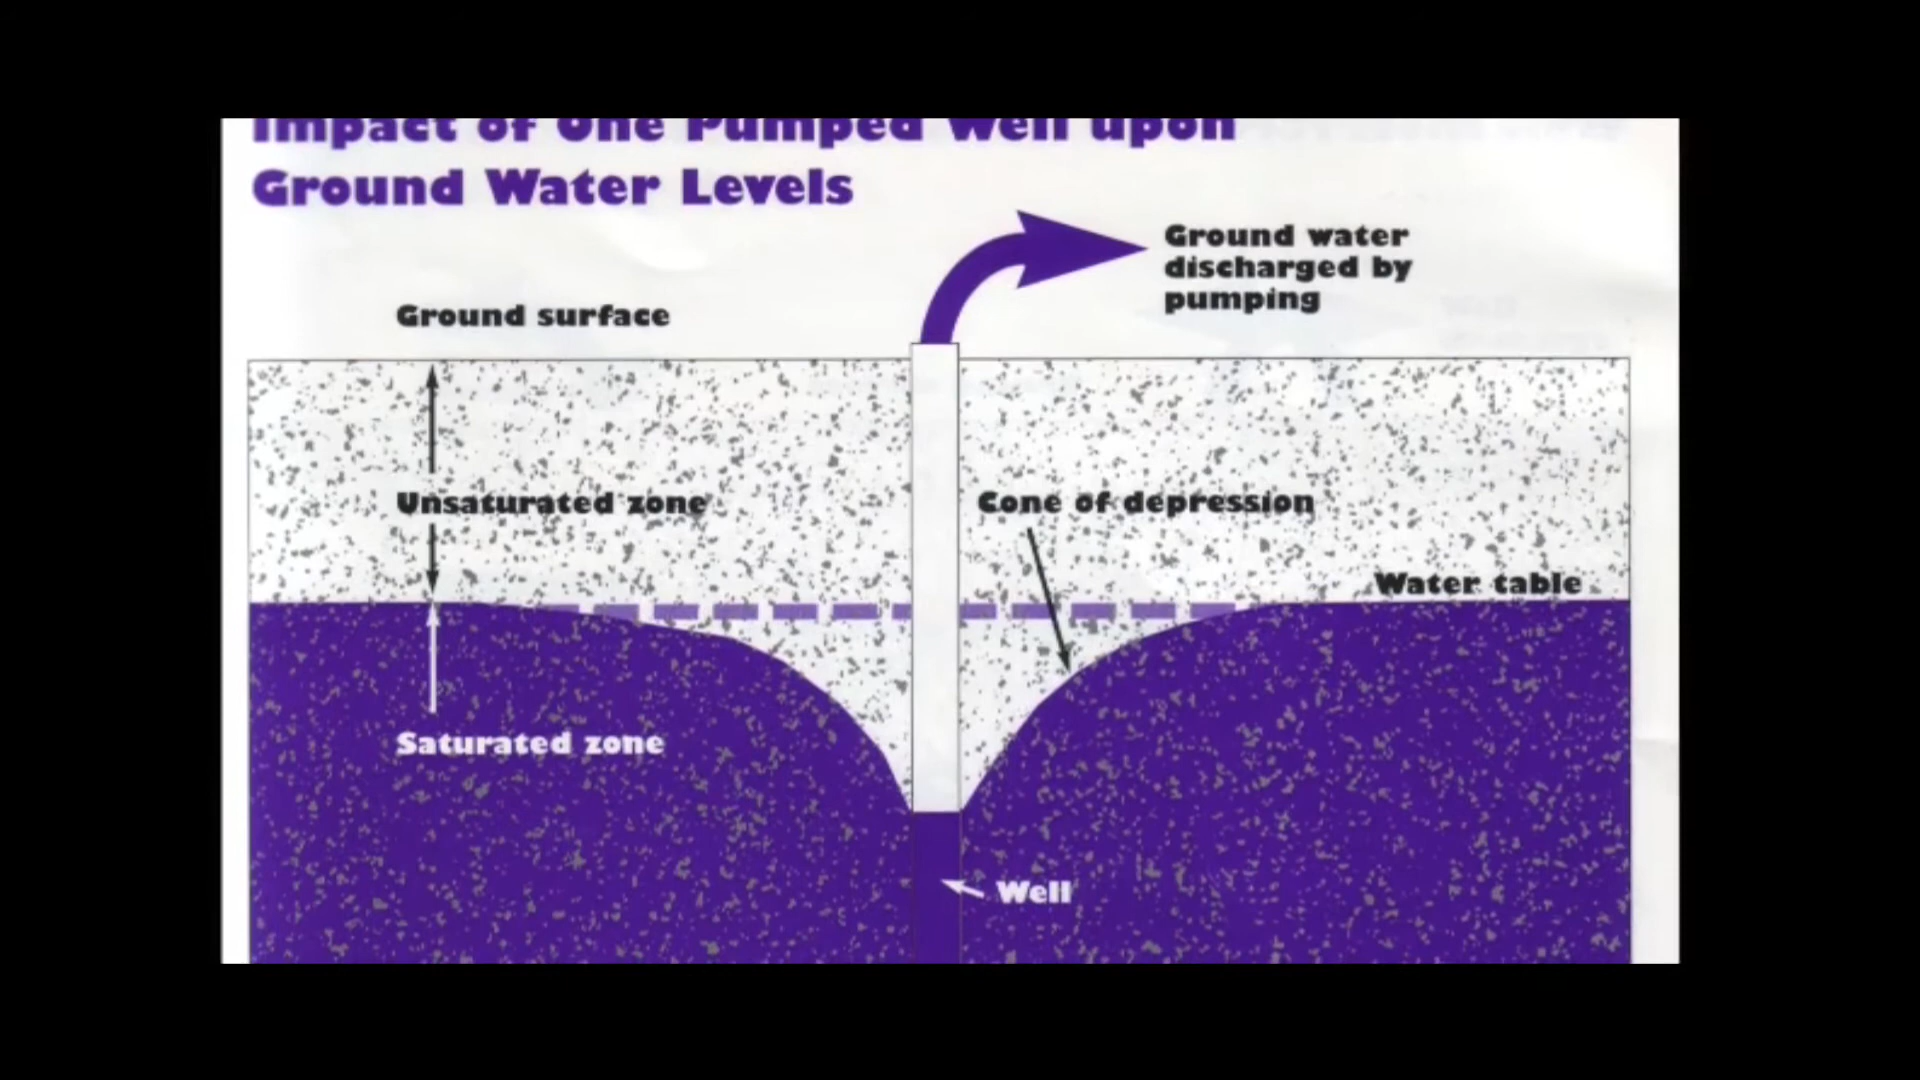 Impact of One Pumped Well upon
Ground Water Levels
Ground water
discharged by
pumping
Ground surface
Unsaturated zone
Cone of depression
Water table
Saturated zone
Well